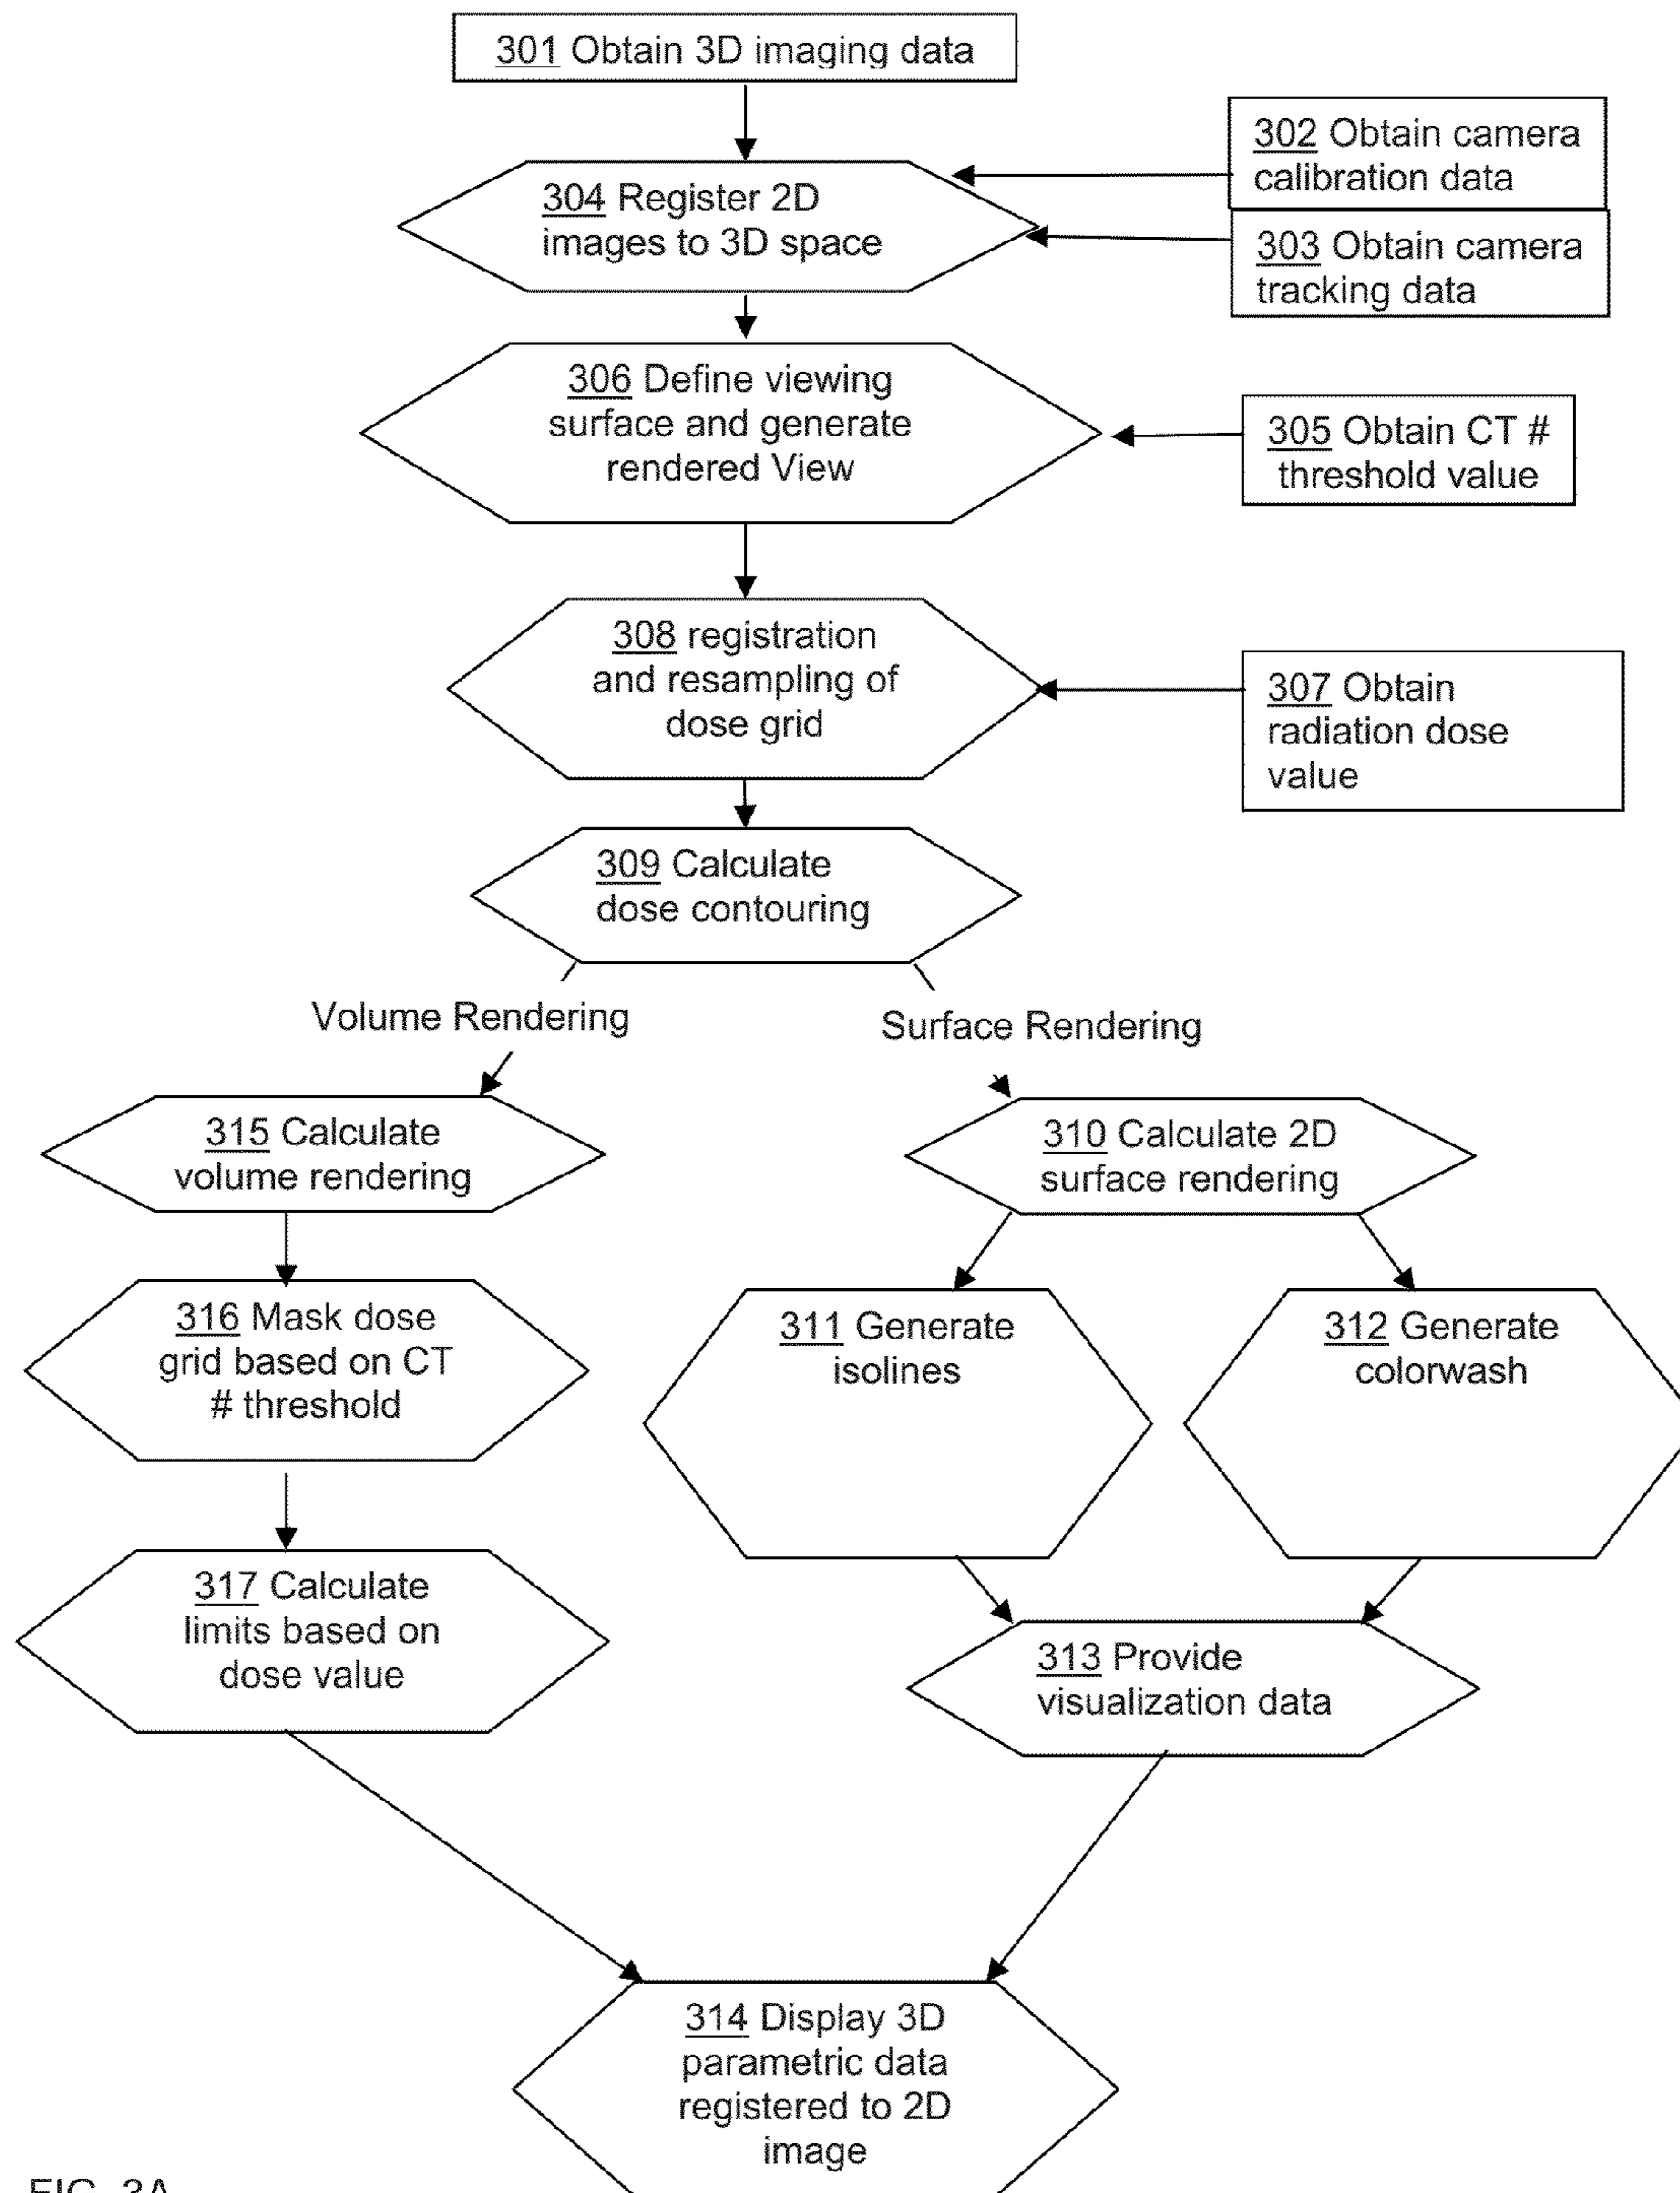 301 Obtain 3D imaging data
302 Obtain camera
calibration data
304 Register 2D
images to 3D space
303 Obtain camera
tracking data
306 Define viewing
surface and generate
rendered View
305 Obtain CT #
threshold value
308 registration
and resampling of
dose grid
307 Obtain
radiation dose
value
309 Calculate
dose contouring
Volume Rendering
Surface Rendering
315 Calculate
volume rendering
310 Calculate 2D
surface rendering
316 Mask dose
grid based on CT
# threshold
311 Generate
isolines
312 Generate
colorwash
317 Calculate
limits based on
dose value
313 Provide
visualization data
314 Display 3D
parametric data
registered to 2D
image
FIG. 3A